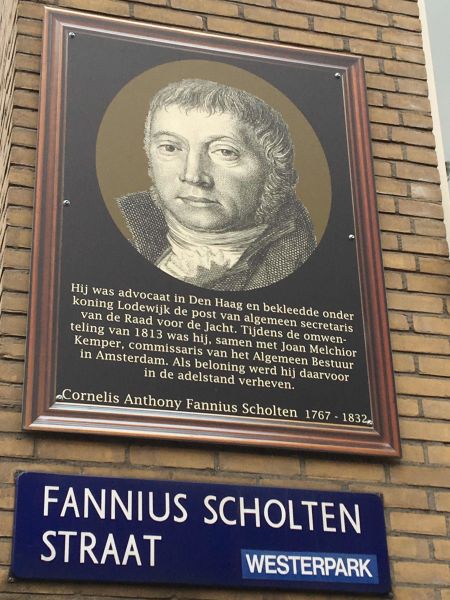 Hij was advocaat in Den Haag en bekleedde onder
koning Lodewijk de post van algemeen secretaris
van de Raad voor de Jacht. Tijdens de omwen-
teling van 1813 was hij, samen met Joan Melchior
Kemper, commissaris van het Algemeen Bestuur
in Amsterdam. Als beloning werd hij daarvoor
in de adelstand verheven.
Cornelis Anthony Fannius Scholten 1767 - 1832
FANNIUS SCHOLTEN
STRAAT
WESTERPARK